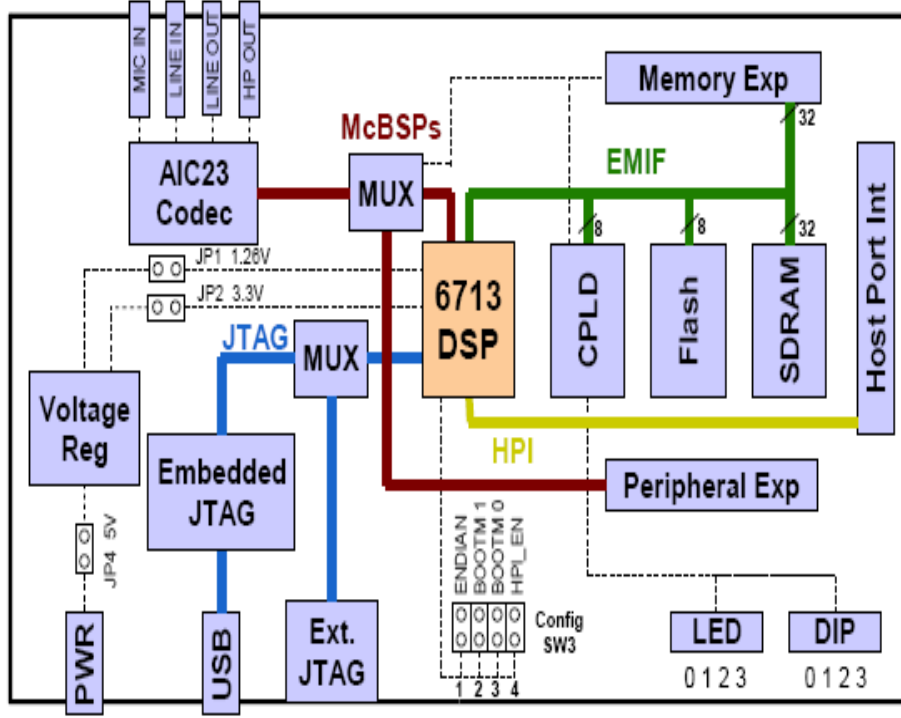 MIC IN
LINE IN
LINE OUT
HP OUT
Memory Exp
32
McBSPs
AIC23
Codec
MUX
EMIF
8
8
32
Host Port Int
JP1 1.26V
JP2 3.3V
6713
DSP
CPLD
Flash
SDRAM
JTAG
MUX
Voltage
Reg
HPI
Embedded
JTAG
Peripheral Exp
JP4 5V
ENDIAN
BOOTM 1
BOOTM 0
HPI_EN
Config
SW3
PWR
USB
Ext.
JTAG
1 2 3 4
LED
DIP
0 1 2 3
0 1 2 3